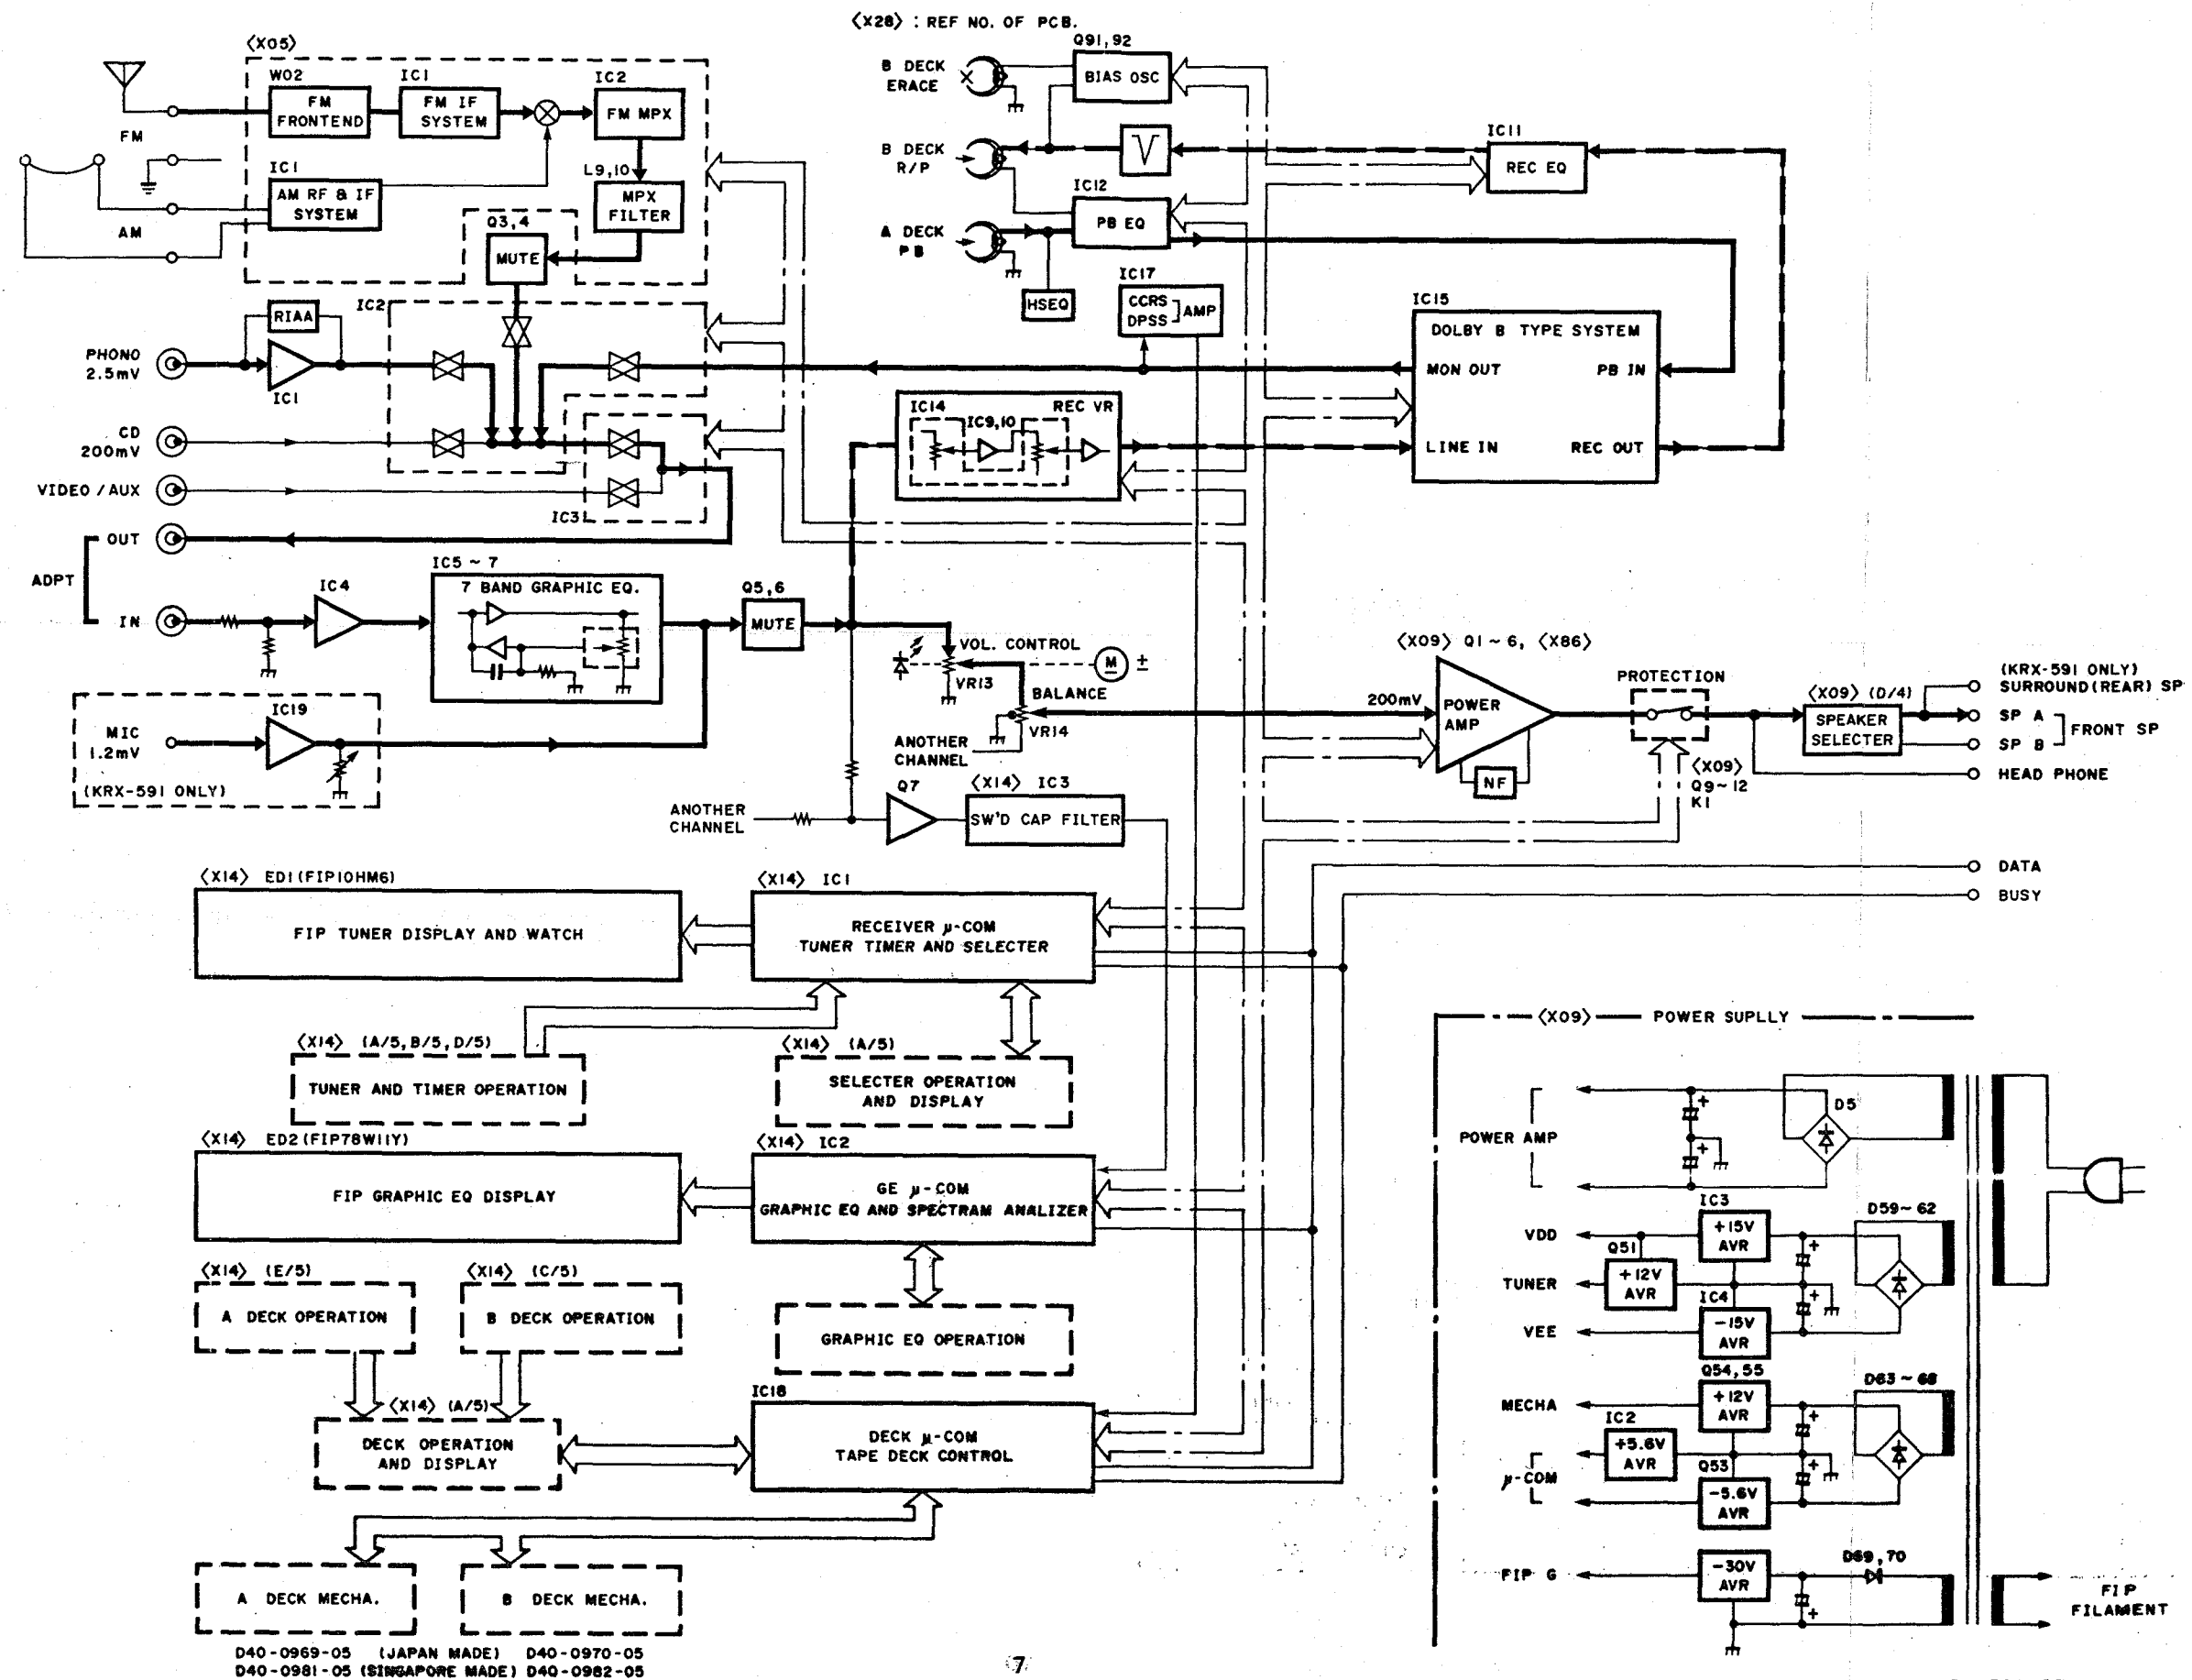 ⟨X28⟩ : REF NO. OF PCB.
⟨X05⟩
W02
FM
FRONTEND
IC1
FM IF
SYSTEM
IC2
FM MPX
FM
IC1
AM RF & IF
SYSTEM
AM
L9,10
MPX
FILTER
Q3,4
MUTE
B DECK
ERACE
Q91,92
BIAS OSC
B DECK
R/P
IC12
PB EQ
A DECK
PB
HSEQ
IC11
REC EQ
IC17
CCRS
DPSS
AMP
IC15
DOLBY B TYPE SYSTEM
MON OUT
PB IN
LINE IN
REC OUT
IC2
RIAA
PHONO
2.5mV
IC1
CD
200mV
VIDEO / AUX
IC3
IC14
IC9,10
REC VR
ADPT
OUT
IN
IC4
IC5 ~ 7
7 BAND GRAPHIC EQ.
Q5,6
MUTE
VOL. CONTROL
VR13
M
±
BALANCE
VR14
ANOTHER
CHANNEL
MIC
1.2mV
IC19
(KRX-591 ONLY)
200mV
⟨X09⟩ Q1 ~ 6, ⟨X86⟩
POWER
AMP
NF
PROTECTION
⟨X09⟩
Q9~12
K1
⟨X09⟩ (D/4)
SPEAKER
SELECTER
(KRX-591 ONLY)
SURROUND (REAR) SP
SP A
SP B
FRONT SP
HEAD PHONE
ANOTHER
CHANNEL
Q7
⟨X14⟩ IC3
SW'D CAP FILTER
DATA
BUSY
⟨X14⟩ ED1 (FIP10HM6)
FIP TUNER DISPLAY AND WATCH
⟨X14⟩ IC1
RECEIVER μ-COM
TUNER TIMER AND SELECTER
⟨X14⟩ (A/5, B/5, D/5)
TUNER AND TIMER OPERATION
⟨X14⟩ (A/5)
SELECTER OPERATION
AND DISPLAY
⟨X14⟩ ED2 (FIP78W11Y)
FIP GRAPHIC EQ DISPLAY
⟨X14⟩ IC2
GE μ-COM
GRAPHIC EQ AND SPECTRAM ANALIZER
⟨X14⟩ (E/5)
A DECK OPERATION
⟨X14⟩ (C/5)
B DECK OPERATION
GRAPHIC EQ OPERATION
⟨X14⟩ (A/5)
DECK OPERATION
AND DISPLAY
IC18
DECK μ-COM
TAPE DECK CONTROL
A DECK MECHA.
B DECK MECHA.
D40-0969-05 (JAPAN MADE) D40-0970-05
D40-0981-05 (SINGAPORE MADE) D40-0982-05
⟨X09⟩ POWER SUPLLY
POWER AMP
D5
VDD
IC3
+15V
AVR
D59~ 62
TUNER
Q51
+12V
AVR
VEE
IC4
-15V
AVR
MECHA
Q54,55
+12V
AVR
D63 ~ 68
μ-COM
IC2
+5.6V
AVR
Q53
-5.6V
AVR
FIP G
-30V
AVR
D69,70
FIP
FILAMENT
7